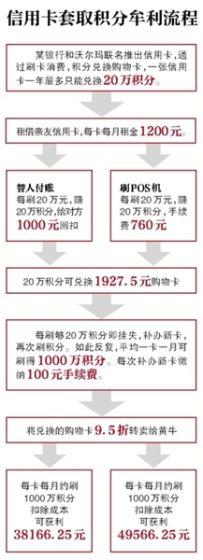 信用卡套取积分牟利流程
某银行和沃尔玛联名推出信用卡，通
过刷卡消费，积分兑换购物卡，一张信用
卡一年最多只能兑换20万积分。
租借亲友信用卡，每卡每月租金1200元。
替人付账
每刷20万元，赚
20万积分，给对方
1000元回扣
刷POS机
每刷20万元，赚
20万积分，手续
费760元
20万积分可兑换1927.5元购物卡
每刷够20万积分即挂失，补办新卡，
再次刷积分。如此反复，平均一卡一月可
刷得1000万积分。每次补办新卡缴
纳100元手续费。
将兑换的购物卡9.5折转卖给黄牛
每卡每月约刷
1000万积分
扣除成本
可获利
38166.25元
每卡每月约刷
1000万积分
扣除成本
可获利
49566.25元